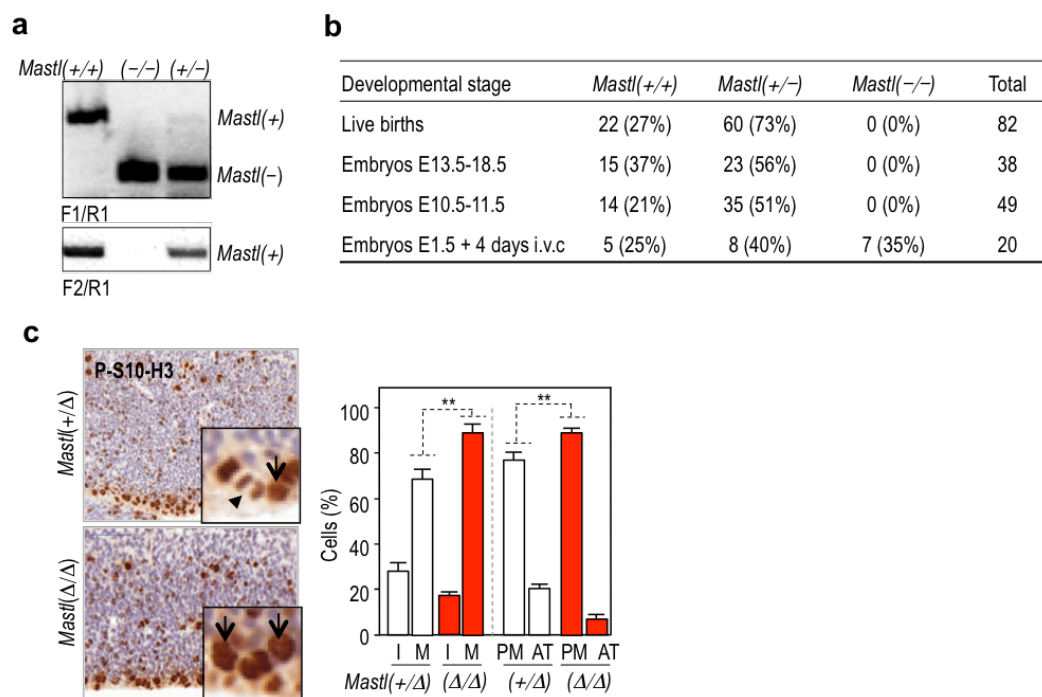 a
Mastl(+/+) (−/−) (+/−)
Mastl(+)
Mastl(−)
F1/R1
Mastl(+)
F2/R1
b
Developmental stage Mastl(+/+) Mastl(+/−) Mastl(−/−) Total
Live births 22 (27%) 60 (73%) 0 (0%) 82
Embryos E13.5-18.5 15 (37%) 23 (56%) 0 (0%) 38
Embryos E10.5-11.5 14 (21%) 35 (51%) 0 (0%) 49
Embryos E1.5 + 4 days i.v.c 5 (25%) 8 (40%) 7 (35%) 20
c
P-S10-H3
Mastl(+/Δ)
Mastl(Δ/Δ)
Cells (%)
100
80
60
40
20
0
** **
I M I M PM AT PM AT
Mastl(+/Δ) (Δ/Δ) (+/Δ) (Δ/Δ)